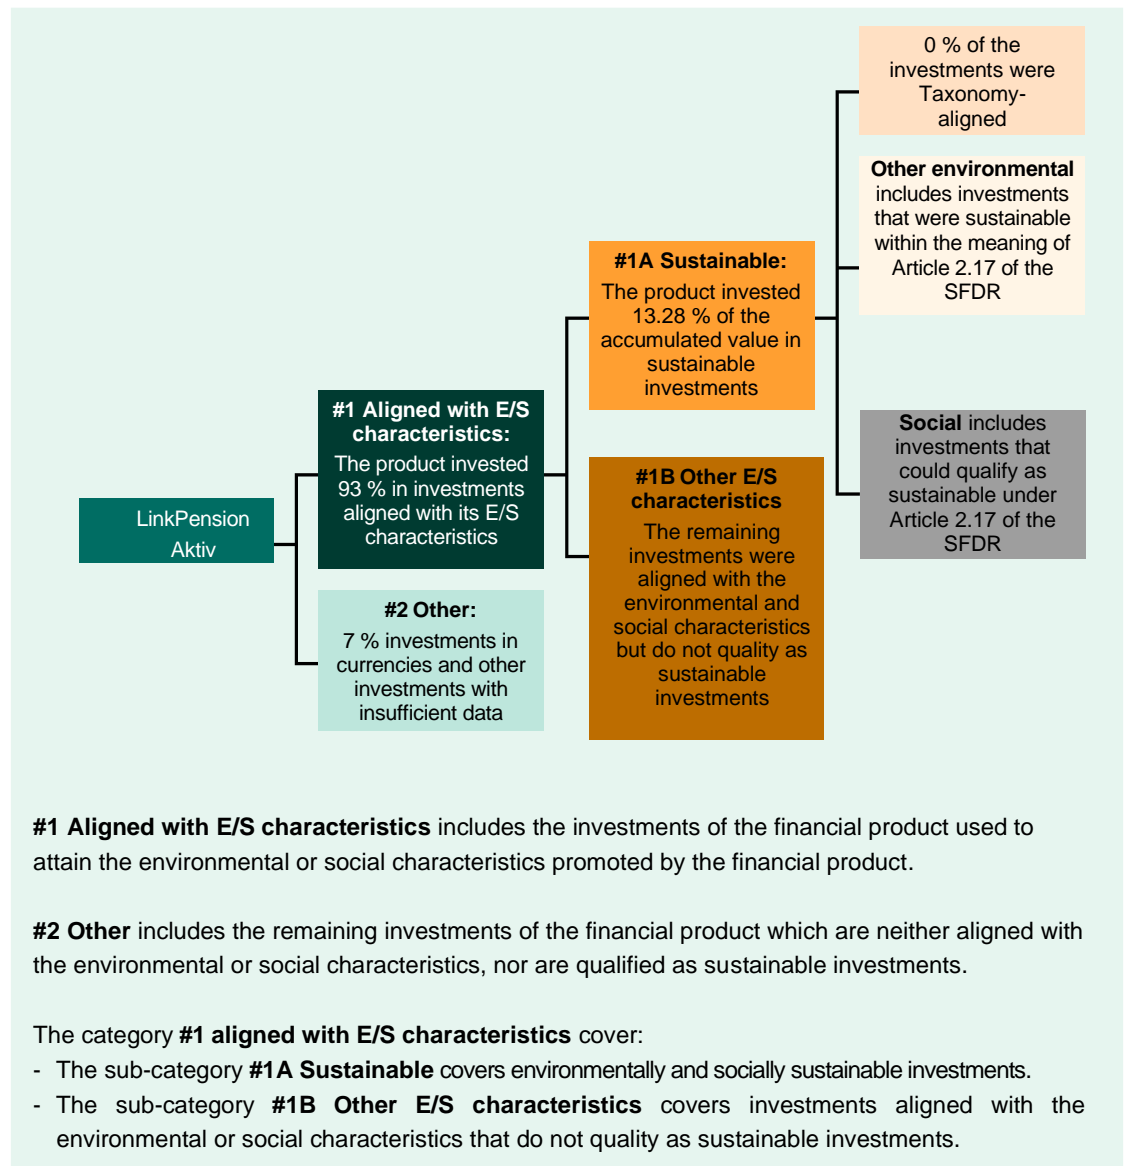 0 % of the
investments were
Taxonomy-
aligned
Other environmental
includes investments
that were sustainable
within the meaning of
Article 2.17 of the
SFDR
#1A Sustainable:
The product invested
13.28 % of the
accumulated value in
sustainable
investments
#1 Aligned with E/S
characteristics:
The product invested
93 % in investments
aligned with its E/S
characteristics
Social includes
investments that
could qualify as
sustainable under
Article 2.17 of the
SFDR
#1B Other E/S
characteristics
The remaining
investments were
aligned with the
environmental and
social characteristics
but do not quality as
sustainable
investments
LinkPension
Aktiv
#2 Other:
7 % investments in
currencies and other
investments with
insufficient data
#1 Aligned with E/S characteristics includes the investments of the financial product used to
attain the environmental or social characteristics promoted by the financial product.
#2 Other includes the remaining investments of the financial product which are neither aligned with
the environmental or social characteristics, nor are qualified as sustainable investments.
The category #1 aligned with E/S characteristics cover:
- The sub-category #1A Sustainable covers environmentally and socially sustainable investments.
- The sub-category #1B Other E/S characteristics covers investments aligned with the
environmental or social characteristics that do not quality as sustainable investments.